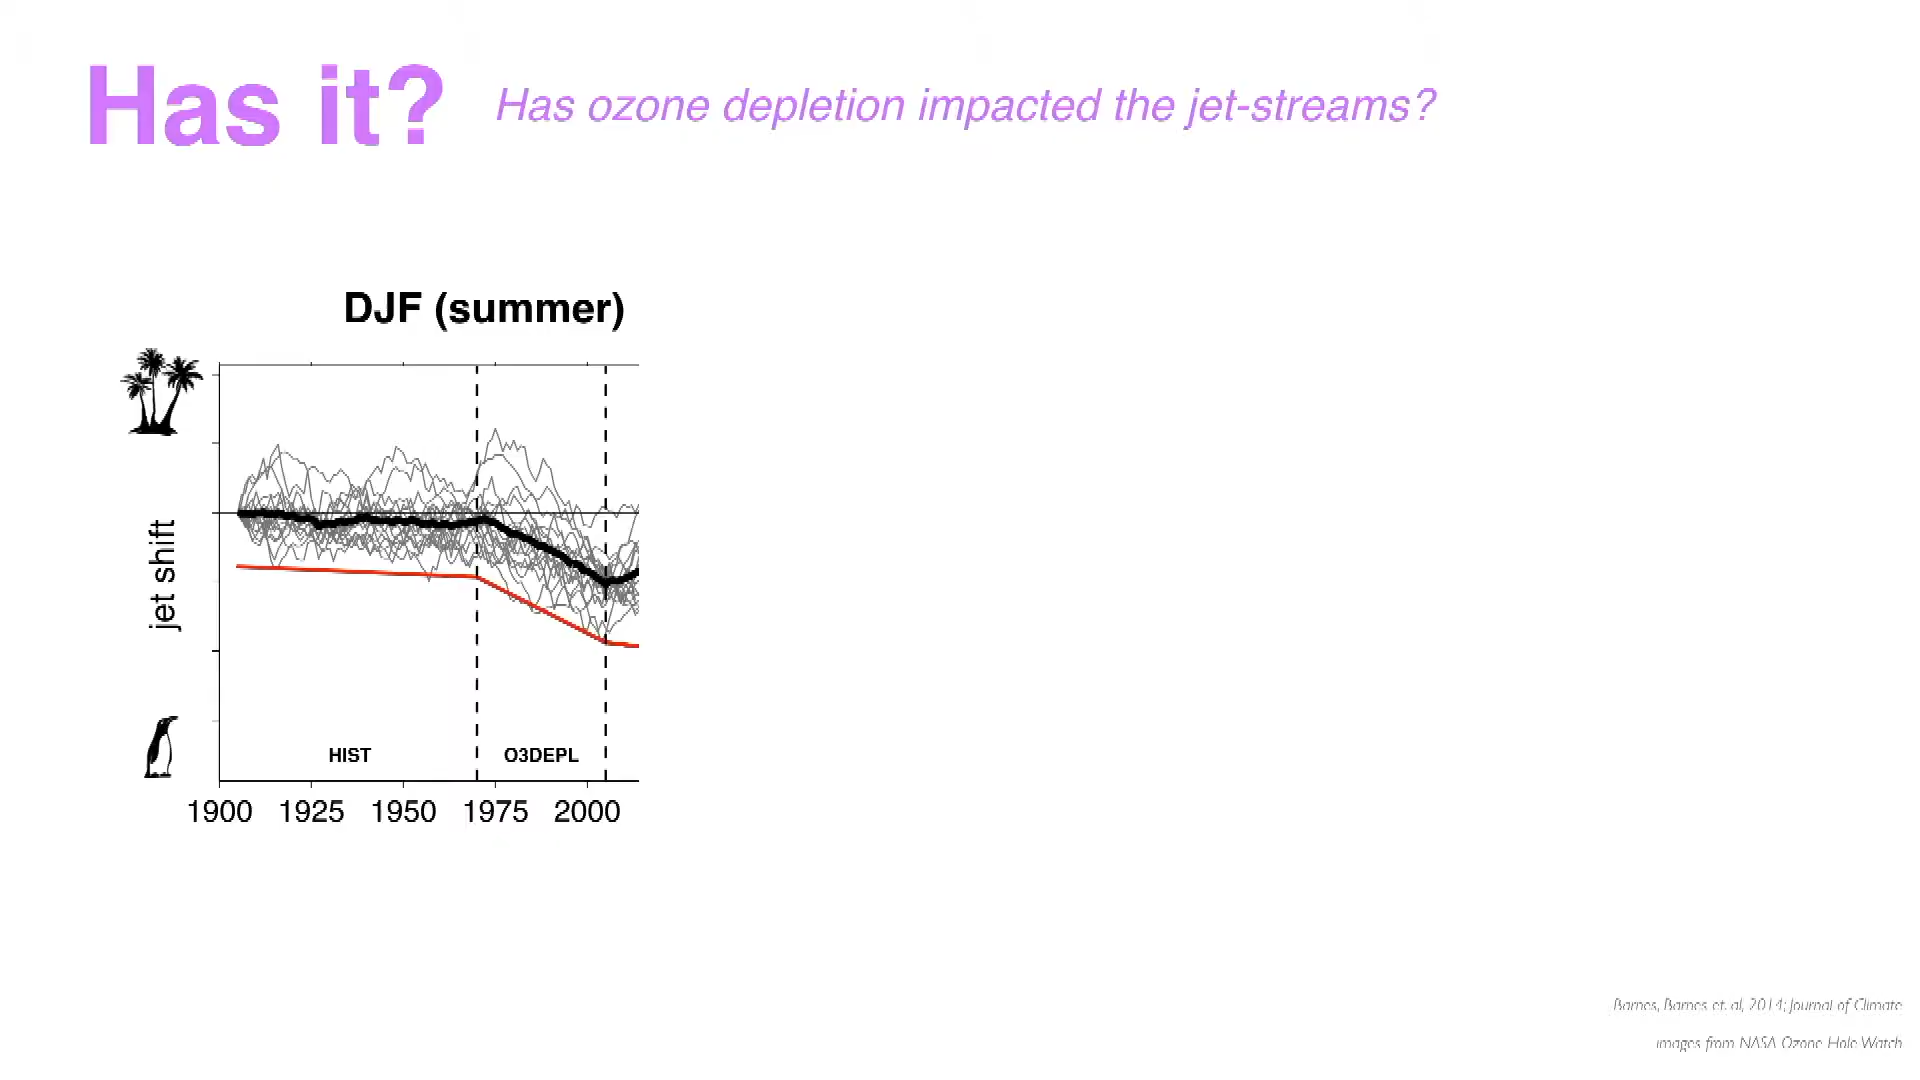 Has it? Has ozone depletion impacted the jet-streams?
DJF (summer)
jet shift
HIST O3DEPL
1900 1925 1950 1975 2000
Barnes, Barnes et. al, 2014; Journal of Climate
images from NASA Ozone Hole Watch